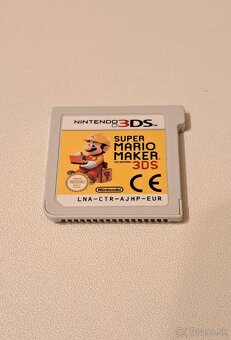 NINTENDO 3DS
SUPER
MARIO
MAKER
3DS
Nintendo
CE
LNA-CTR-AJHP-EUR